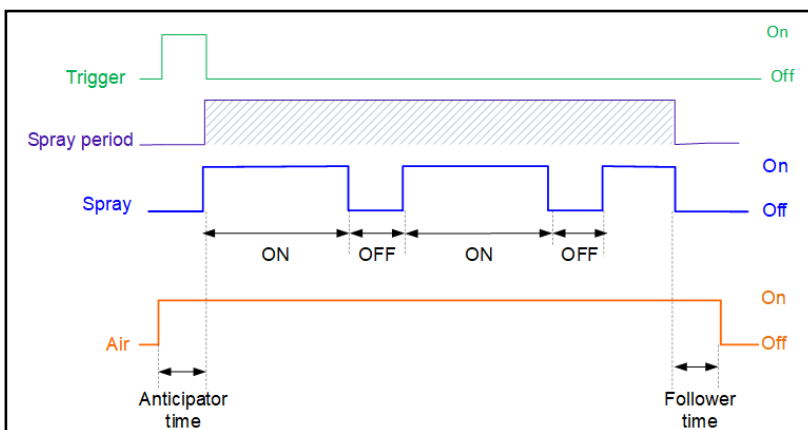 On
Trigger
Off
Spray period
On
Spray
Off
ON
OFF
ON
OFF
On
Air
Off
Anticipator
time
Follower
time